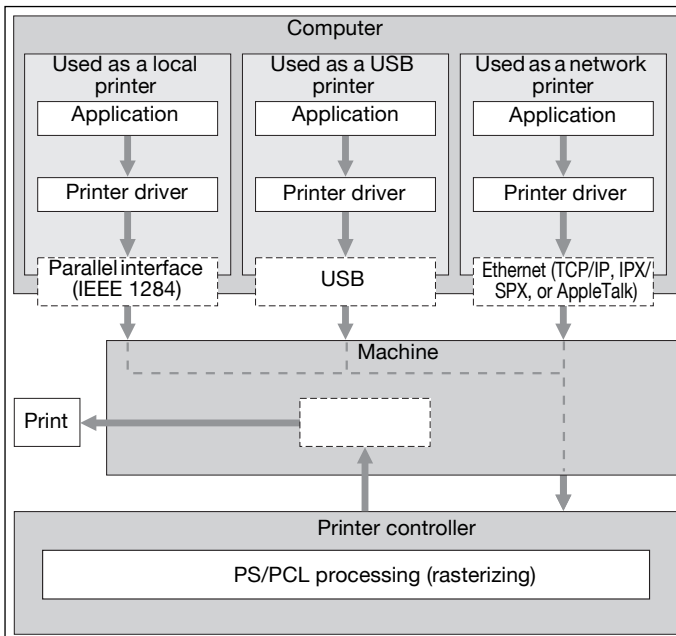 Computer
Used as a local
printer
Application
Printer driver
Parallel interface
(IEEE 1284)
Used as a USB
printer
Application
Printer driver
USB
Used as a network
printer
Application
Printer driver
Ethernet (TCP/IP, IPX/
SPX, or AppleTalk)
Machine
Print
Printer controller
PS/PCL processing (rasterizing)